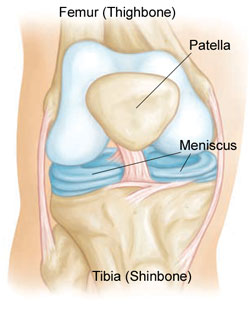 Femur (Thighbone)
Patella
Meniscus
Tibia (Shinbone)